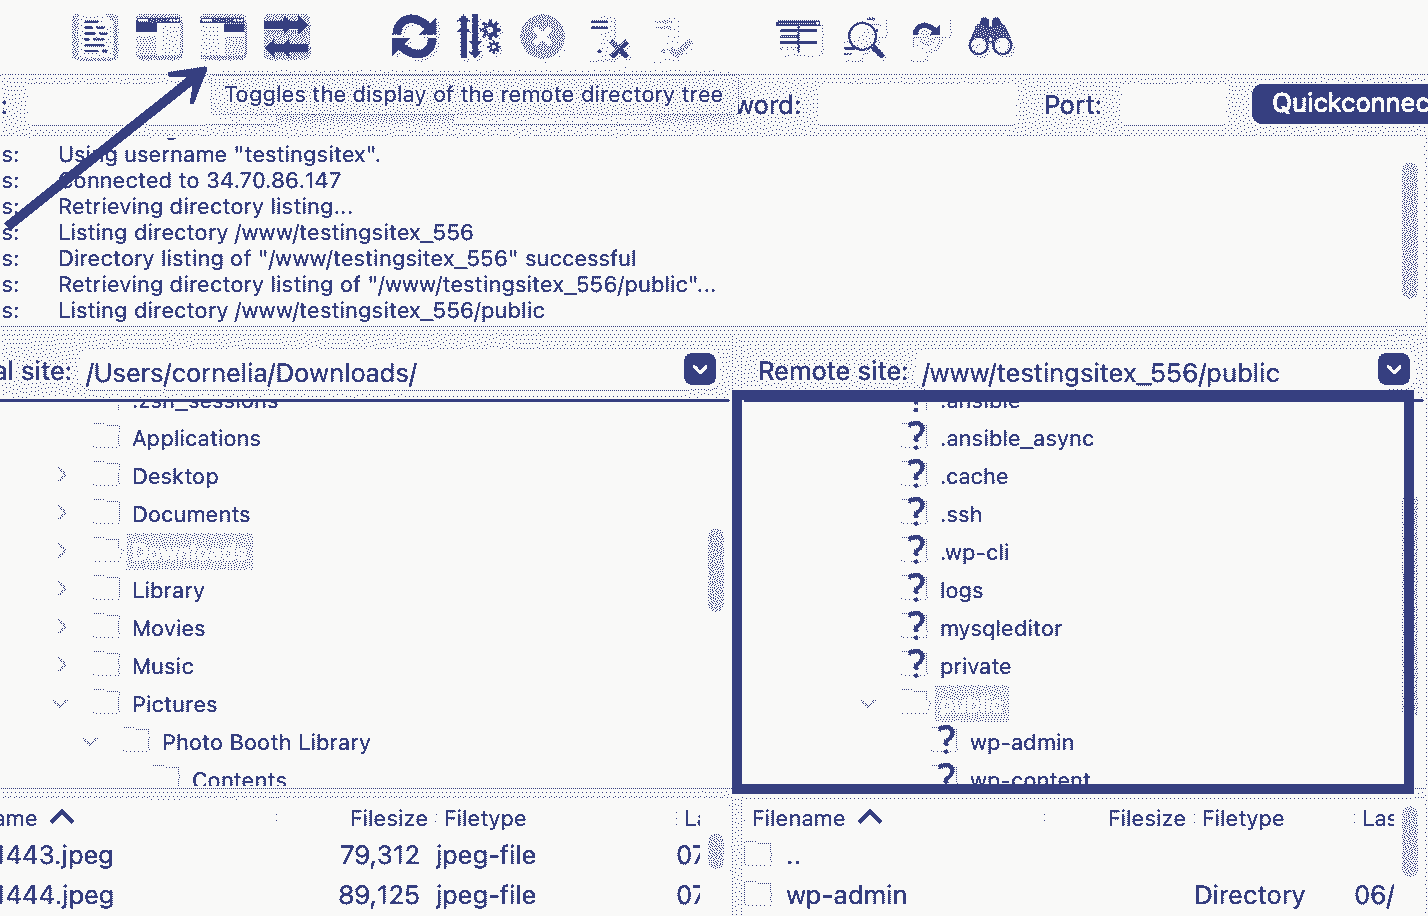 Toggles the display of the remote directory tree
: word: Port: Quickconnec
s: Using username "testingsitex".
s: Connected to 34.70.86.147
s: Retrieving directory listing...
s: Listing directory /www/testingsitex_556
s: Directory listing of "/www/testingsitex_556" successful
s: Retrieving directory listing of "/www/testingsitex_556/public"...
s: Listing directory /www/testingsitex_556/public
al site: /Users/cornelia/Downloads/
.zsh_sessions
Applications
Desktop
Documents
Downloads
Library
Movies
Music
Pictures
Photo Booth Library
Contents
ame Filesize Filetype La
1443.jpeg 79,312 jpeg-file 07
1444.jpeg 89,125 jpeg-file 07
Remote site: /www/testingsitex_556/public
.ansible
.ansible_async
.cache
.ssh
.wp-cli
logs
mysqleditor
private
public
wp-admin
wp-content
Filename Filesize Filetype Las
..
wp-admin Directory 06/